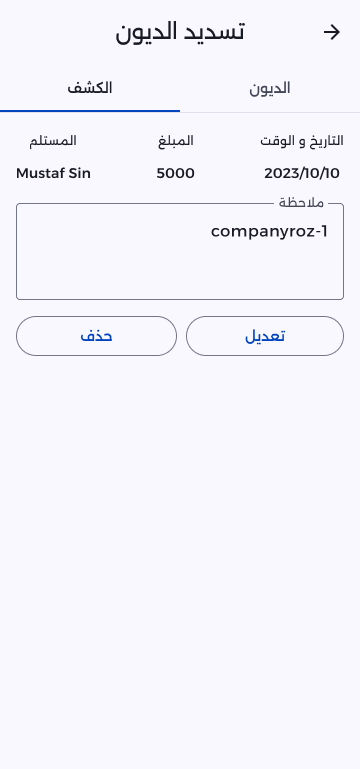 تسديد الديون
الديون الكشف
التاريخ و الوقت المبلغ المستلم
2023/10/10 5000 Mustaf Sin
ملاحظة
companyroz-1
تعديل حذف